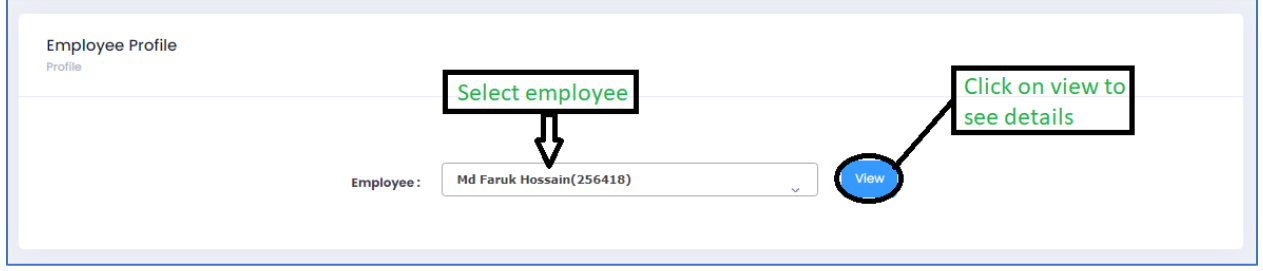 Employee Profile
Profile
Select employee
Click on view to
see details
Employee :
Md Faruk Hossain(256418)
View